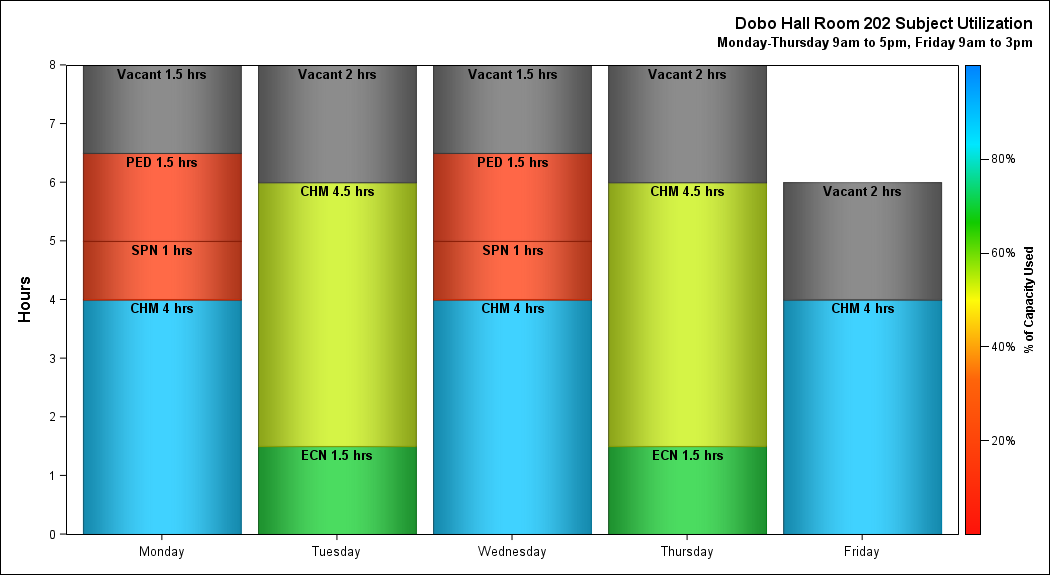 Dobo Hall Room 202 Subject Utilization
Monday-Thursday 9am to 5pm, Friday 9am to 3pm
Hours
8
7
6
5
4
3
2
1
0
Vacant 1.5 hrs
PED 1.5 hrs
SPN 1 hrs
CHM 4 hrs
Vacant 2 hrs
CHM 4.5 hrs
ECN 1.5 hrs
Vacant 1.5 hrs
PED 1.5 hrs
SPN 1 hrs
CHM 4 hrs
Vacant 2 hrs
CHM 4.5 hrs
ECN 1.5 hrs
Vacant 2 hrs
CHM 4 hrs
Monday
Tuesday
Wednesday
Thursday
Friday
80%
60%
40%
20%
% of Capacity Used